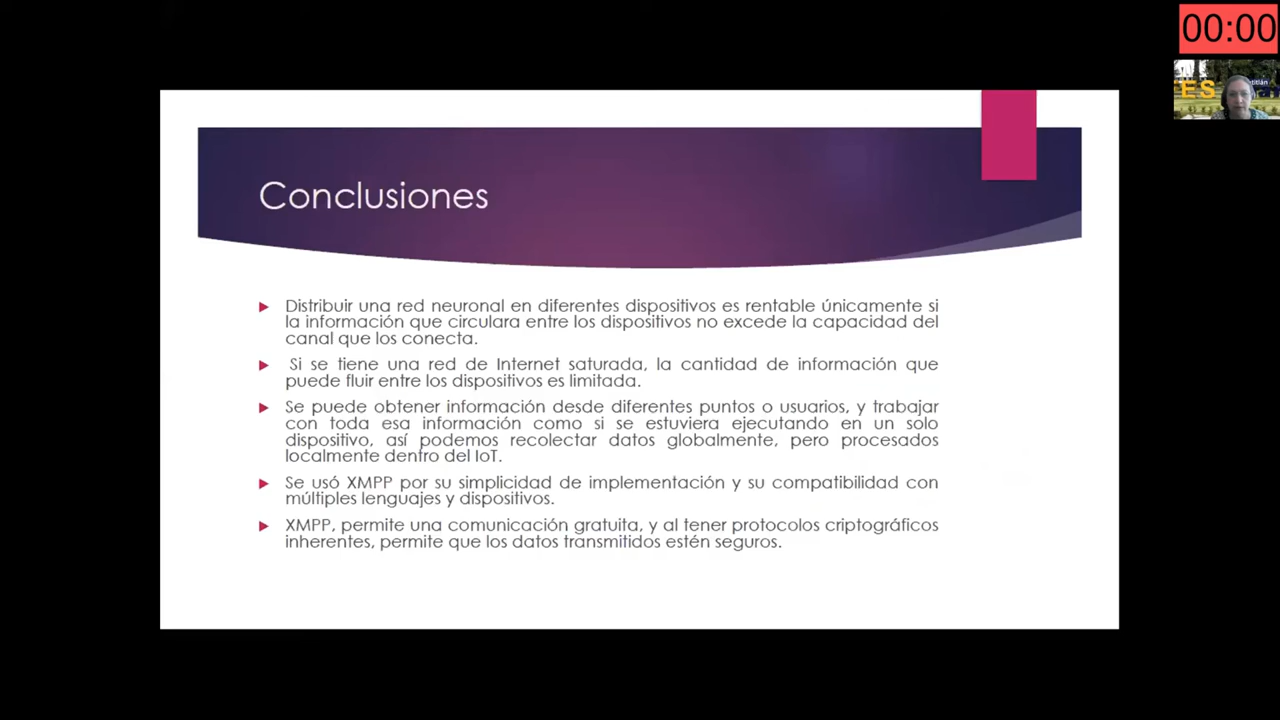 00:00
ES
Conclusiones
Distribuir una red neuronal en diferentes dispositivos es rentable únicamente si
la información que circulara entre los dispositivos no excede la capacidad del
canal que los conecta.
Si se tiene una red de Internet saturada, la cantidad de información que
puede fluir entre los dispositivos es limitada.
Se puede obtener información desde diferentes puntos o usuarios, y trabajar
con toda esa información como si se estuviera ejecutando en un solo
dispositivo, así podemos recolectar datos globalmente, pero procesados
localmente dentro del IoT.
Se usó XMPP por su simplicidad de implementación y su compatibilidad con
múltiples lenguajes y dispositivos.
XMPP, permite una comunicación gratuita, y al tener protocolos criptográficos
inherentes, permite que los datos transmitidos estén seguros.